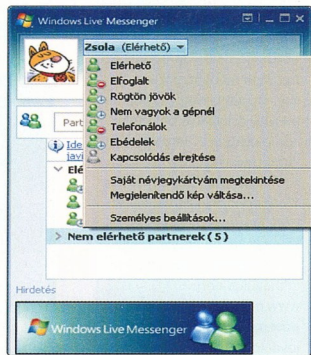 Windows Live Messenger
Zsola (Elérhető)
Elérhető
Elfoglalt
Rögtön jövök
Nem vagyok a gépnél
Telefonálok
Ebédelek
Kapcsolódás elrejtése
Part
Ide
javi
Elé
Saját névjegykártyám megtekintése
Megjelenítendő kép váltása...
Személyes beállítások...
Nem elérhető partnerek (5)
Hirdetés
Windows Live Messenger